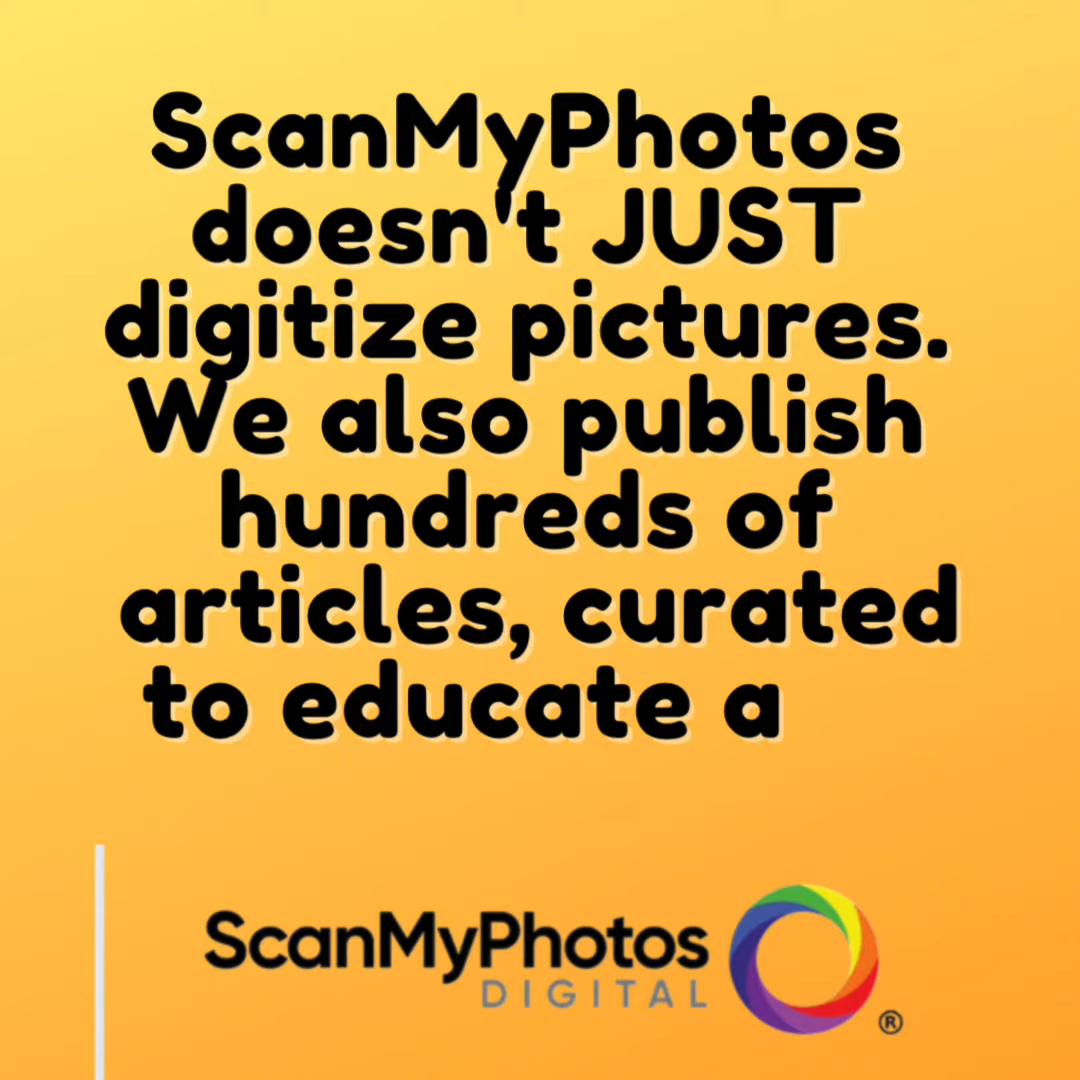 ScanMyPhotos
doesn't JUST
digitize pictures.
We also publish
hundreds of
articles, curated
to educate a
ScanMyPhotos
DIGITAL
®